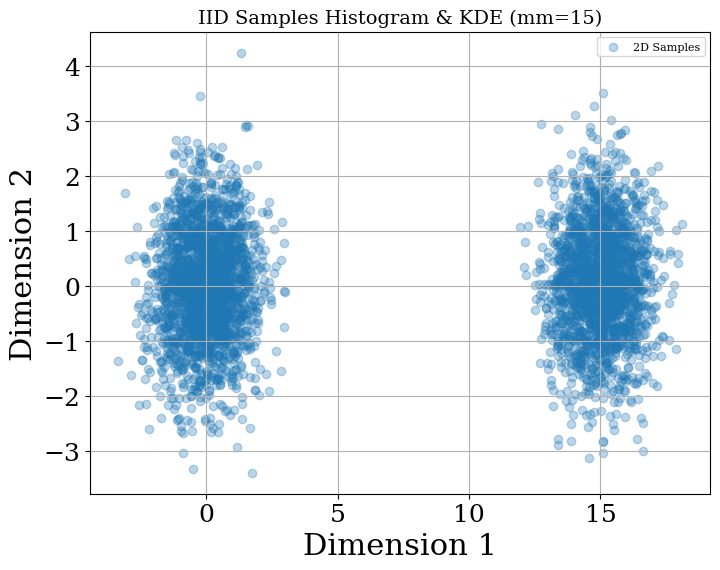 IID Samples Histogram & KDE (mm=15)
2D Samples
4
3
2
1
0
−1
−2
−3
Dimension 2
0 5 10 15
Dimension 1